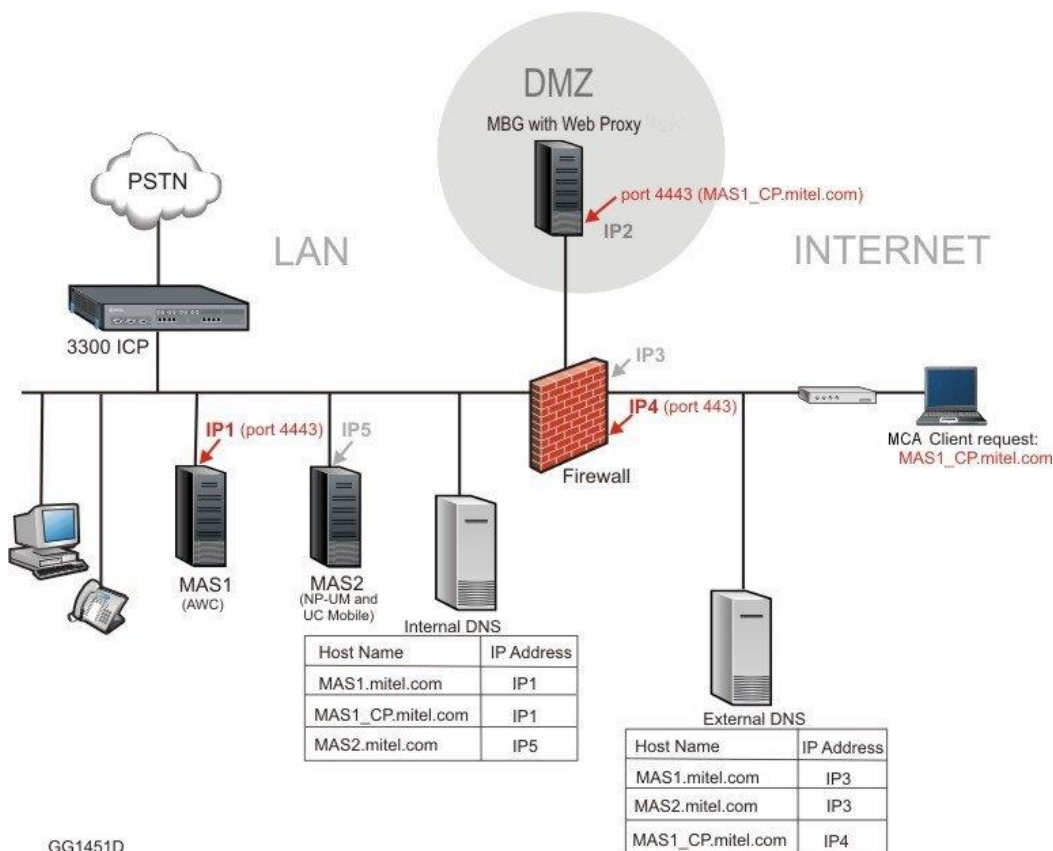 DMZ
MBG with Web Proxy
port 4443 (MAS1_CP.mitel.com)
IP2
PSTN
LAN
INTERNET
3300 ICP
IP3
IP4 (port 443)
IP1 (port 4443)
IP5
Firewall
MCA Client request:
MAS1_CP.mitel.com
MAS1
(AWC)
MAS2
(NP-UM and
UC Mobile)
Internal DNS
Host Name IP Address
MAS1.mitel.com IP1
MAS1_CP.mitel.com IP1
MAS2.mitel.com IP5
External DNS
Host Name IP Address
MAS1.mitel.com IP3
MAS2.mitel.com IP3
MAS1_CP.mitel.com IP4
GG1451D